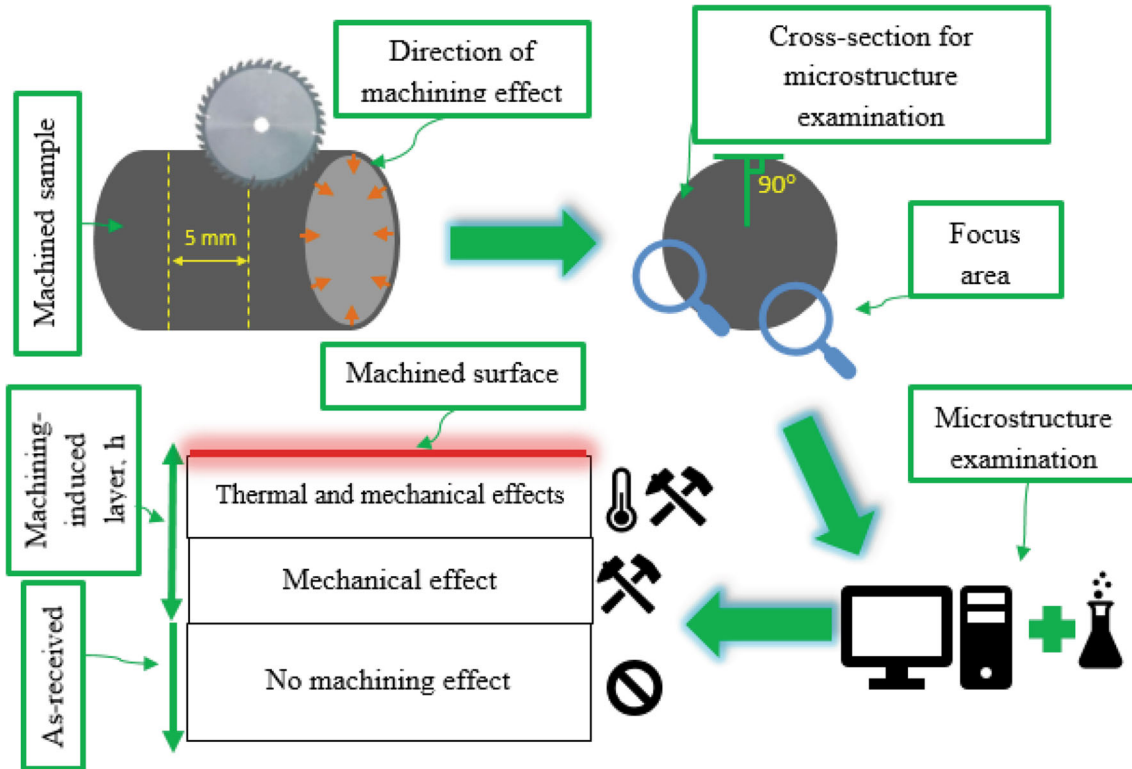 Direction of
machining effect
Cross-section for
microstructure
examination
Machined sample
5 mm
90°
Focus
area
Machined surface
Machining-
induced
layer, h
Microstructure
examination
Thermal and mechanical effects
Mechanical effect
As-received
No machining effect